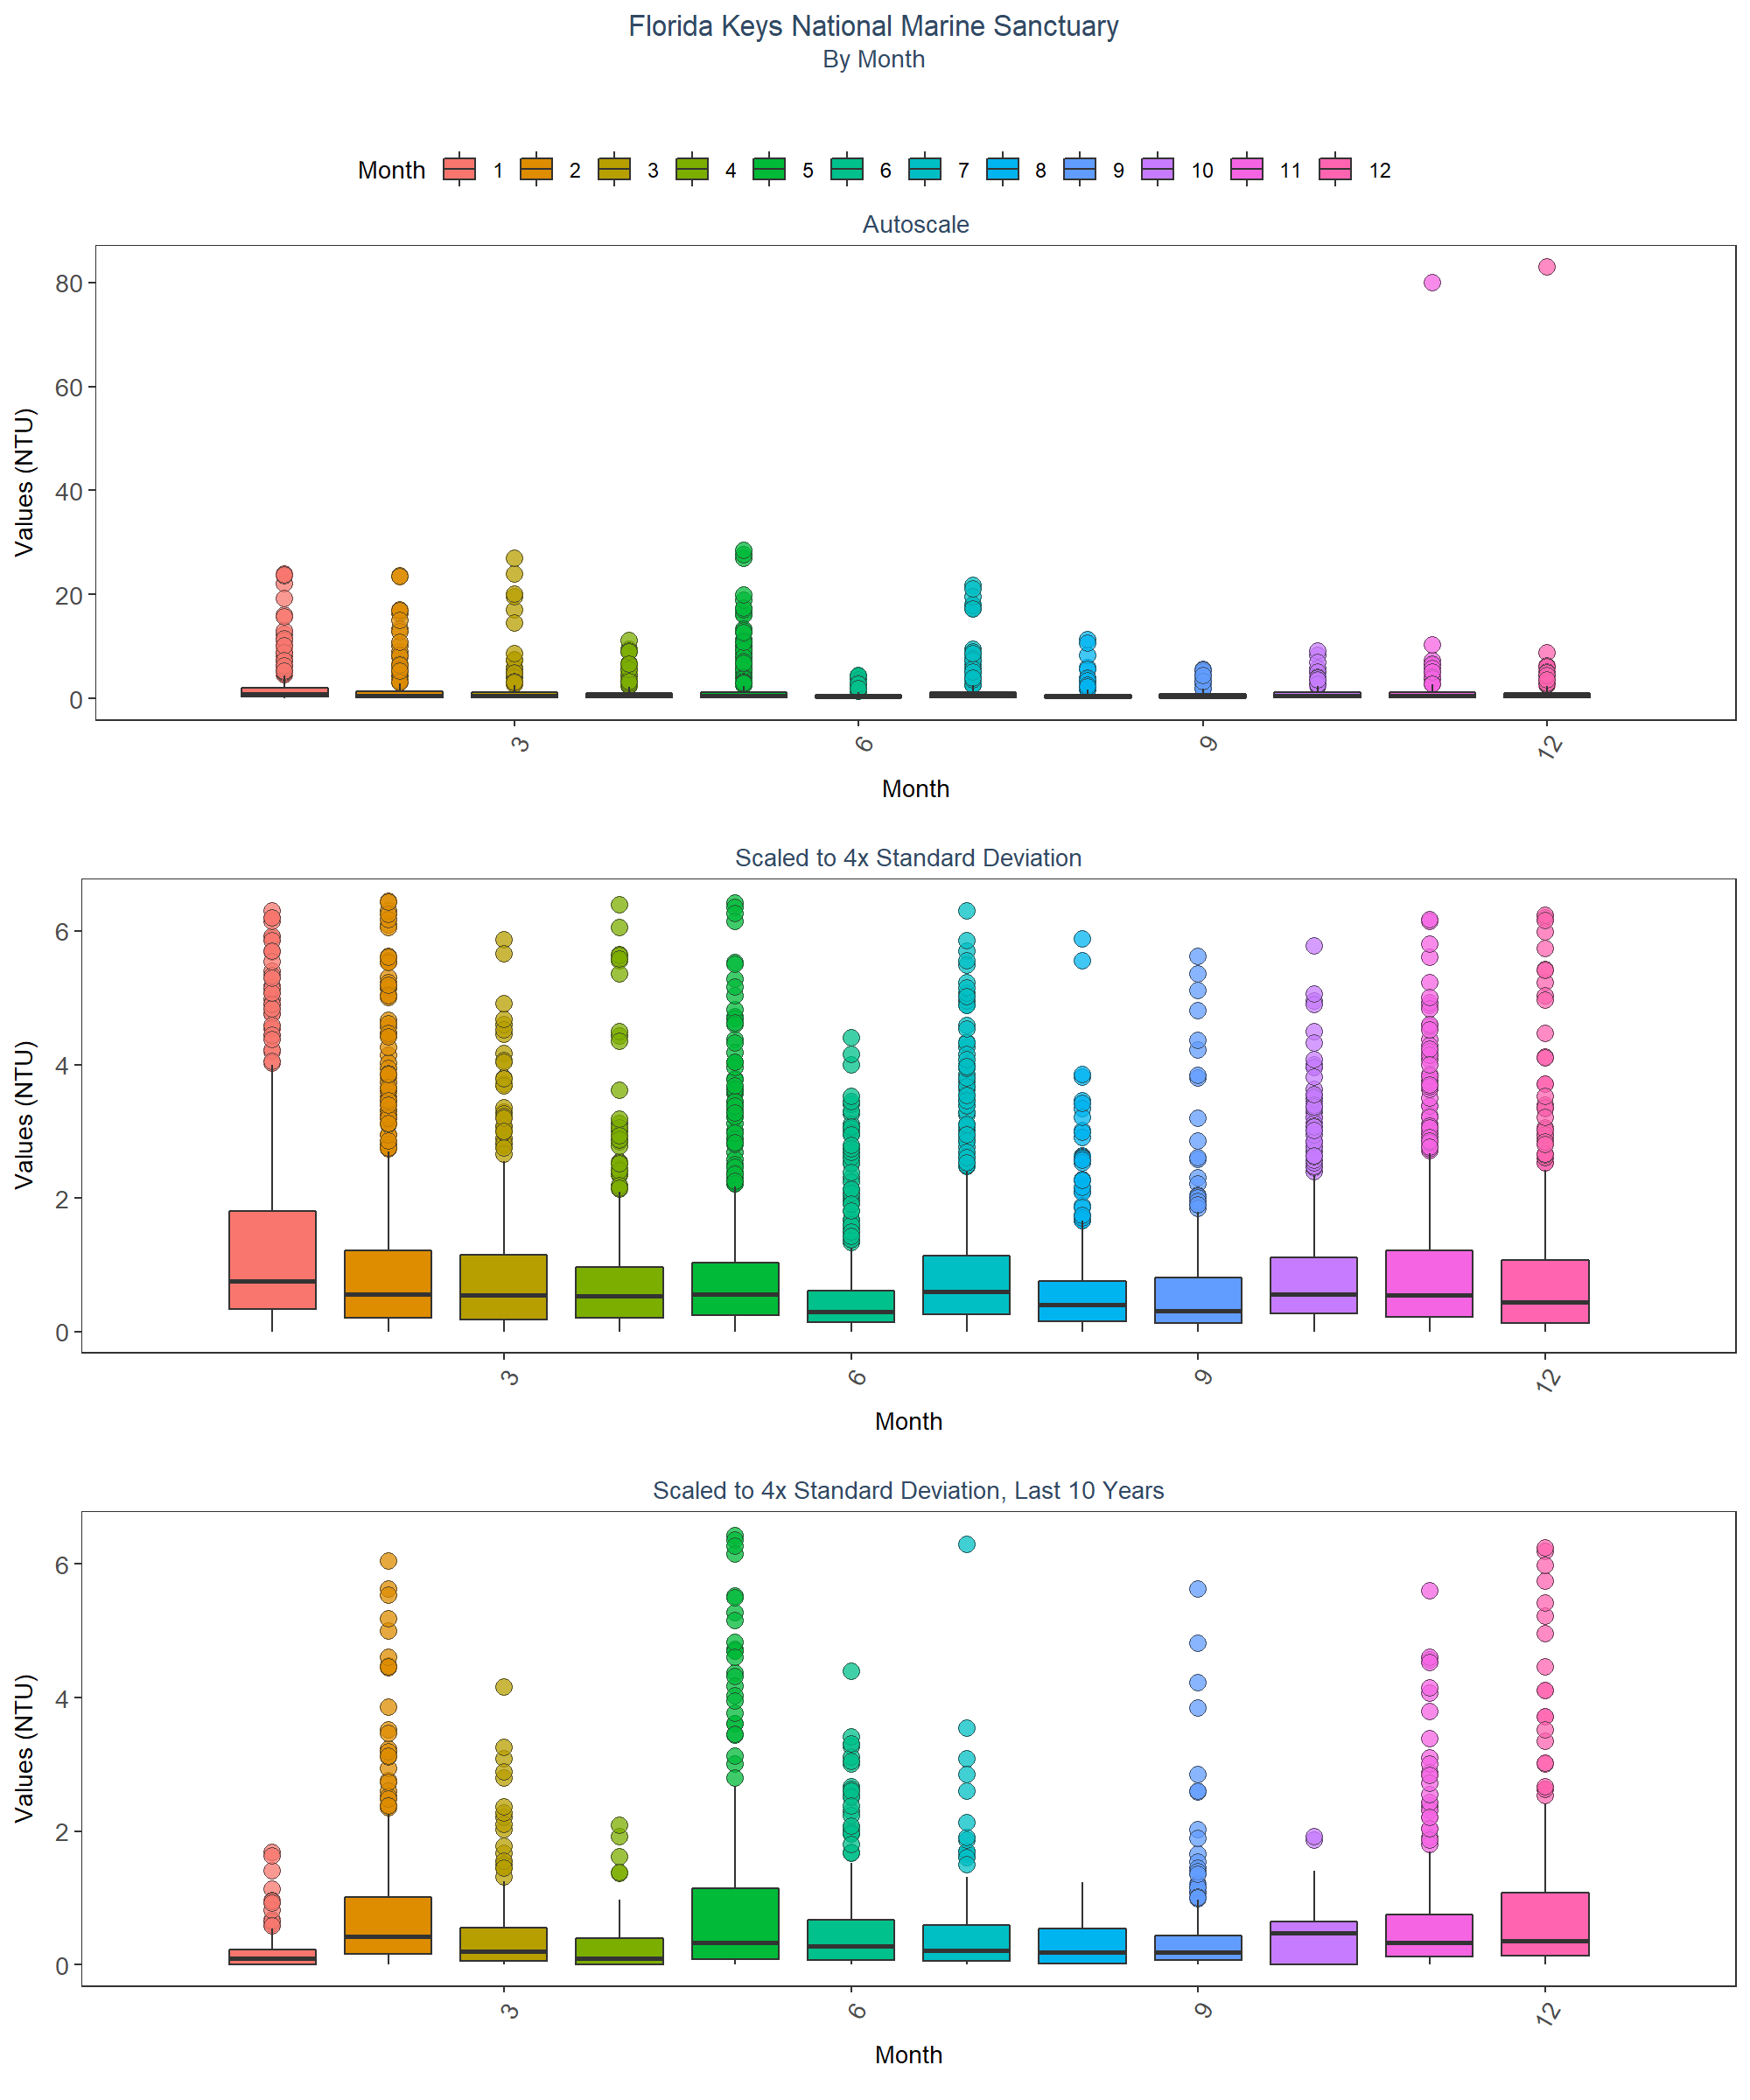 Florida Keys National Marine Sanctuary
By Month
Month 1 2 3 4 5 6 7 8 9 10 11 12
Autoscale
Values (NTU)
80
60
40
20
0
3 6 9 12
Month
Scaled to 4x Standard Deviation
Values (NTU)
6
4
2
0
3 6 9 12
Month
Scaled to 4x Standard Deviation, Last 10 Years
Values (NTU)
6
4
2
0
3 6 9 12
Month